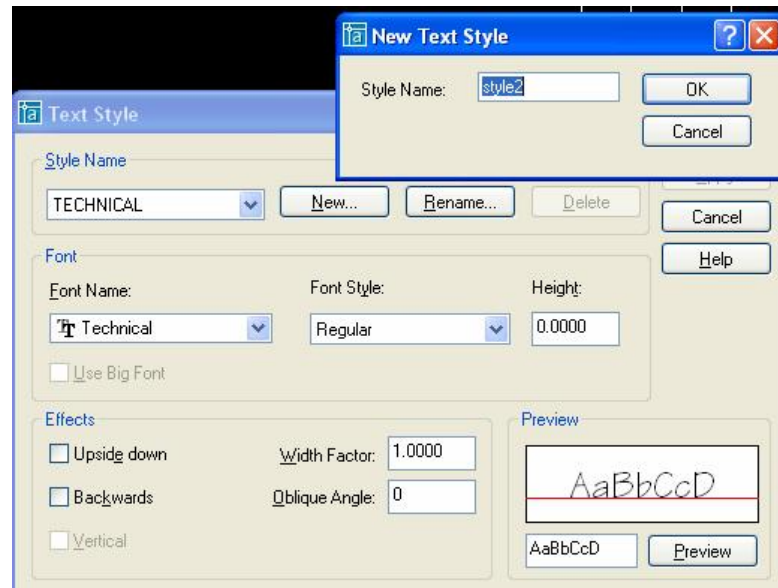 New Text Style
Style Name: style2 OK
Cancel
Text Style
Style Name
TECHNICAL New... Rename... Delete
Cancel
Help
Font
Font Name: Font Style: Height:
Technical Regular 0.0000
Use Big Font
Effects
Upside down Width Factor: 1.0000
Backwards Oblique Angle: 0
Vertical
Preview
AaBbCcD
AaBbCcD Preview